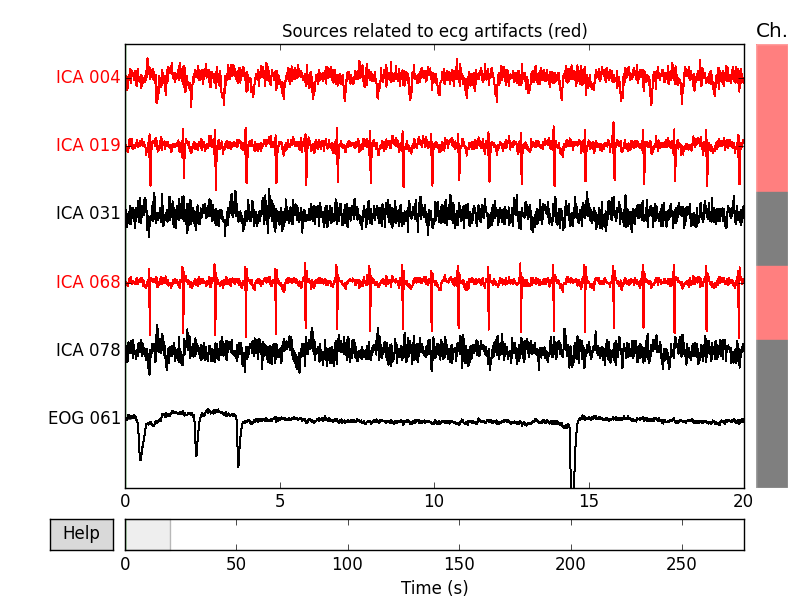 Sources related to ecg artifacts (red)
Ch.
ICA 004
ICA 019
ICA 031
ICA 068
ICA 078
EOG 061
0 5 10 15 20
Help
0 50 100 150 200 250
Time (s)